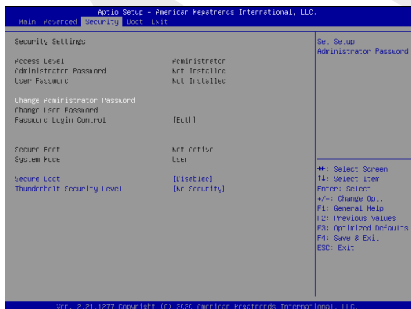 Aptio Setup - American Megatrends International, LLC.
Main Advanced Security Boot Exit
Security Settings
Access Level Administrator
Administrator Password Not Installed
User Password Not Installed
Change Administrator Password
Change User Password
Password Login Control [Both]
Secure Boot Not Active
System Mode User
Secure Boot [Disabled]
Thunderbolt Security Level [No Security]
Set Setup
Administrator Password
: Select Screen
↑↓: Select Item
Enter: Select
+/-: Change Op..
F1: General Help
F2: Previous Values
F3: Optimized Defaults
F4: Save & Exit
ESC: Exit
Ver. 2.21.1277 Copyright (C) 2020 American Megatrends International, LLC.